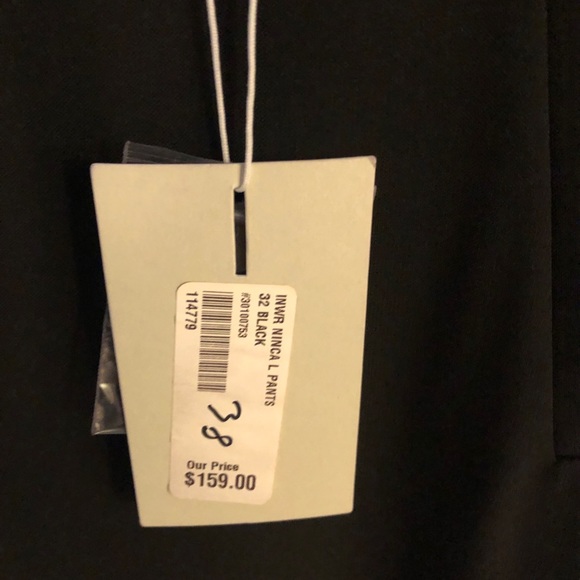 INWR NINCA L PANTS
32 BLACK
#30100753
114779
38
Our Price
$159.00